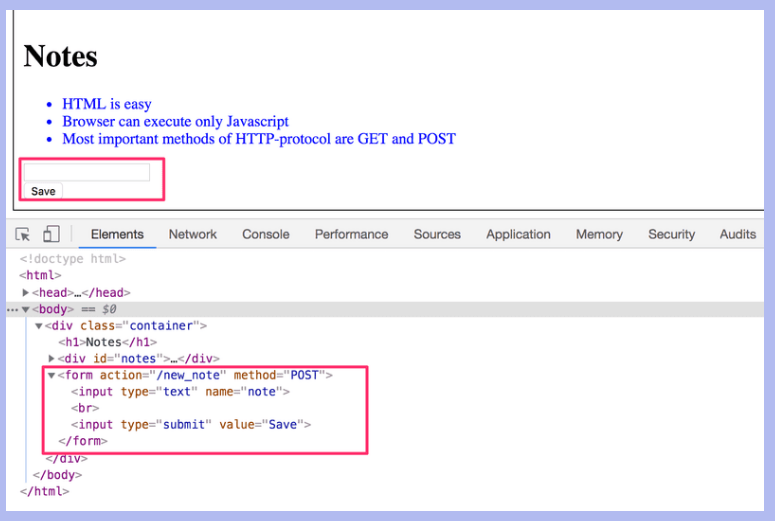 Notes
• HTML is easy
• Browser can execute only Javascript
• Most important methods of HTTP-protocol are GET and POST
Save
Elements Network Console Performance Sources Application Memory Security Audits
<!doctype html>
<html>
▶<head>…</head>
…▼<body> == $0
▼<div class="container">
<h1>Notes</h1>
▶<div id="notes">…</div>
▼<form action="/new_note" method="POST">
<input type="text" name="note">
<br>
<input type="submit" value="Save">
</form>
</div>
</body>
</html>